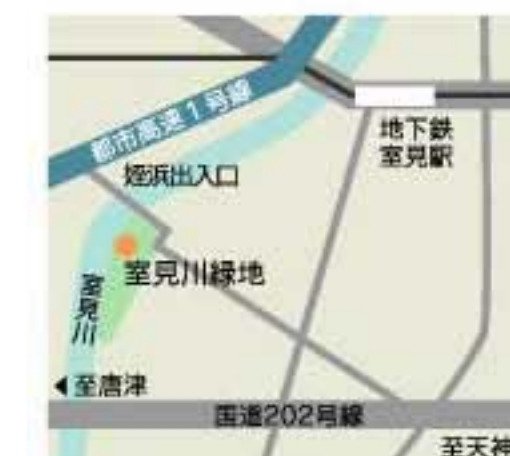 都市高速1号線
地下鉄
室見駅
姪浜出入口
室見川緑地
室見川
至唐津
国道202号線
至天神